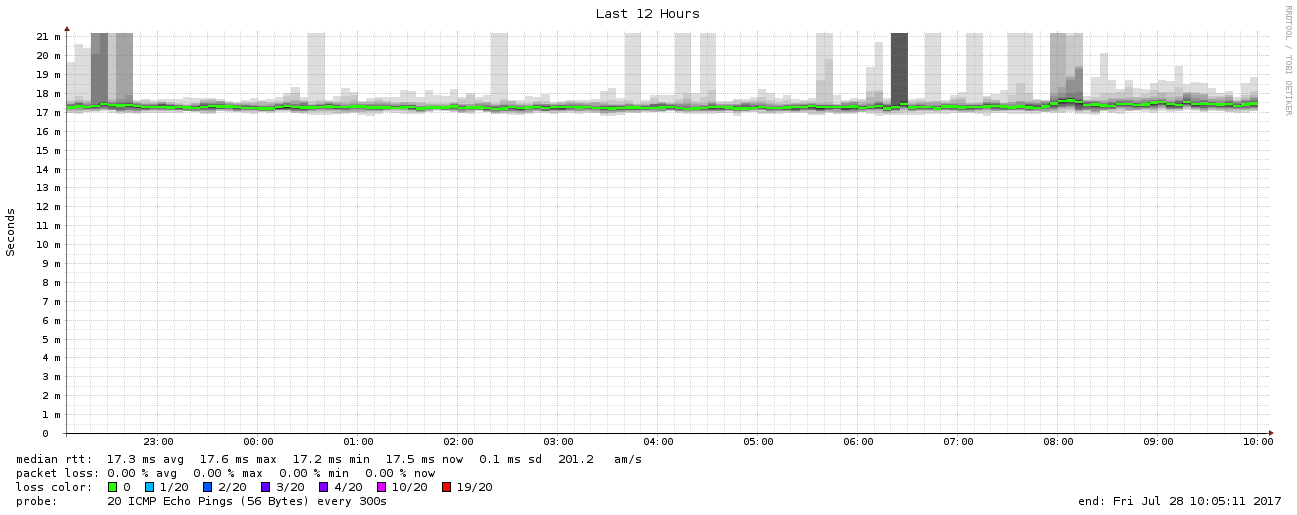 Last 12 Hours
RRDTOOL / TOBI OETIKER
Seconds
21 m
20 m
19 m
18 m
17 m
16 m
15 m
14 m
13 m
12 m
11 m
10 m
9 m
8 m
7 m
6 m
5 m
4 m
3 m
2 m
1 m
0
23:00 00:00 01:00 02:00 03:00 04:00 05:00 06:00 07:00 08:00 09:00 10:00
median rtt: 17.3 ms avg 17.6 ms max 17.2 ms min 17.5 ms now 0.1 ms sd 201.2 am/s
packet loss: 0.00 % avg 0.00 % max 0.00 % min 0.00 % now
loss color: 0 1/20 2/20 3/20 4/20 10/20 19/20
probe: 20 ICMP Echo Pings (56 Bytes) every 300s end: Fri Jul 28 10:05:11 2017